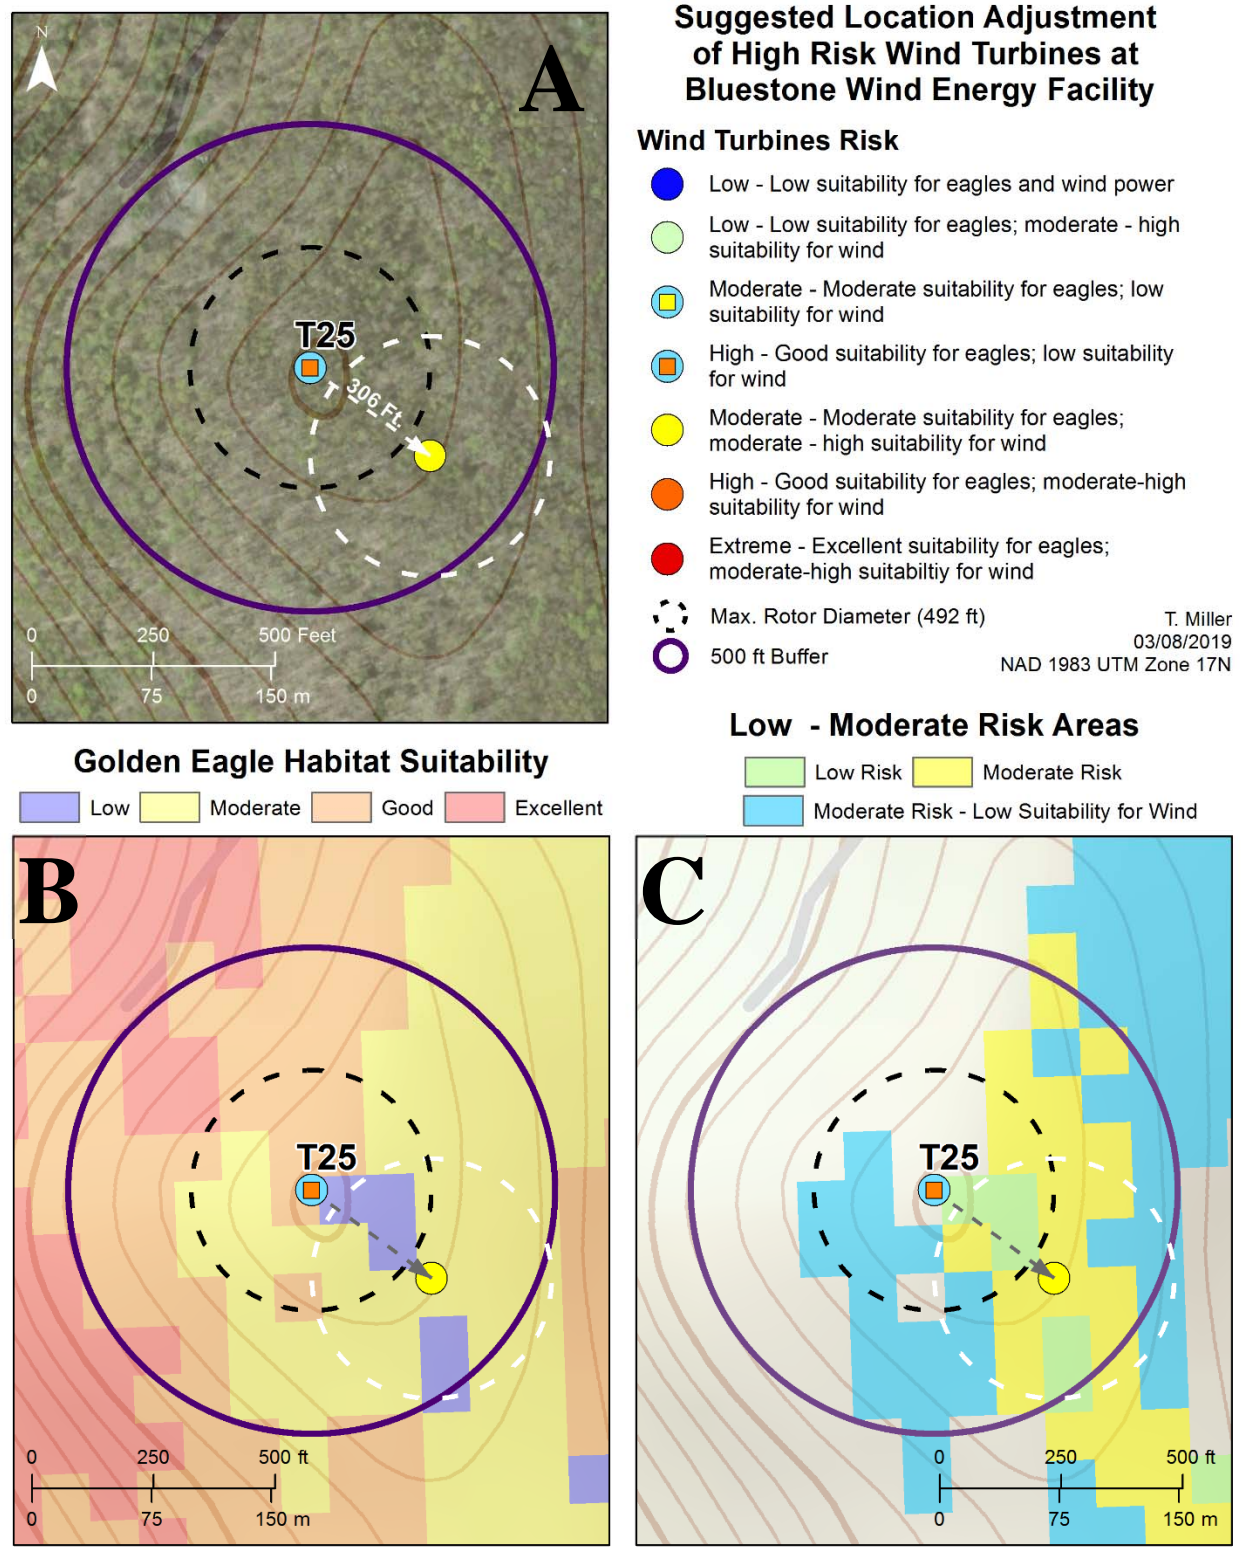 N
A
T25
306 Ft.
0 250 500 Feet
0 75 150 m
Suggested Location Adjustment
of High Risk Wind Turbines at
Bluestone Wind Energy Facility
Wind Turbines Risk
Low - Low suitability for eagles and wind power
Low - Low suitability for eagles; moderate - high
suitability for wind
Moderate - Moderate suitability for eagles; low
suitability for wind
High - Good suitability for eagles; low suitability
for wind
Moderate - Moderate suitability for eagles;
moderate - high suitability for wind
High - Good suitability for eagles; moderate-high
suitability for wind
Extreme - Excellent suitability for eagles;
moderate-high suitabiltiy for wind
Max. Rotor Diameter (492 ft)
500 ft Buffer
T. Miller
03/08/2019
NAD 1983 UTM Zone 17N
Golden Eagle Habitat Suitability
Low Moderate Good Excellent
B
T25
0 250 500 ft
0 75 150 m
Low - Moderate Risk Areas
Low Risk Moderate Risk
Moderate Risk - Low Suitability for Wind
C
T25
0 250 500 ft
0 75 150 m